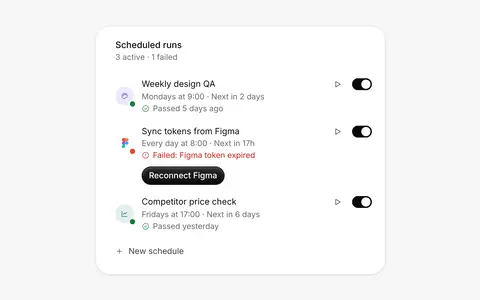 Scheduled runs
3 active · 1 failed
Weekly design QA
Mondays at 9:00 · Next in 2 days
Passed 5 days ago
Sync tokens from Figma
Every day at 8:00 · Next in 17h
Failed: Figma token expired
Reconnect Figma
Competitor price check
Fridays at 17:00 · Next in 6 days
Passed yesterday
+ New schedule